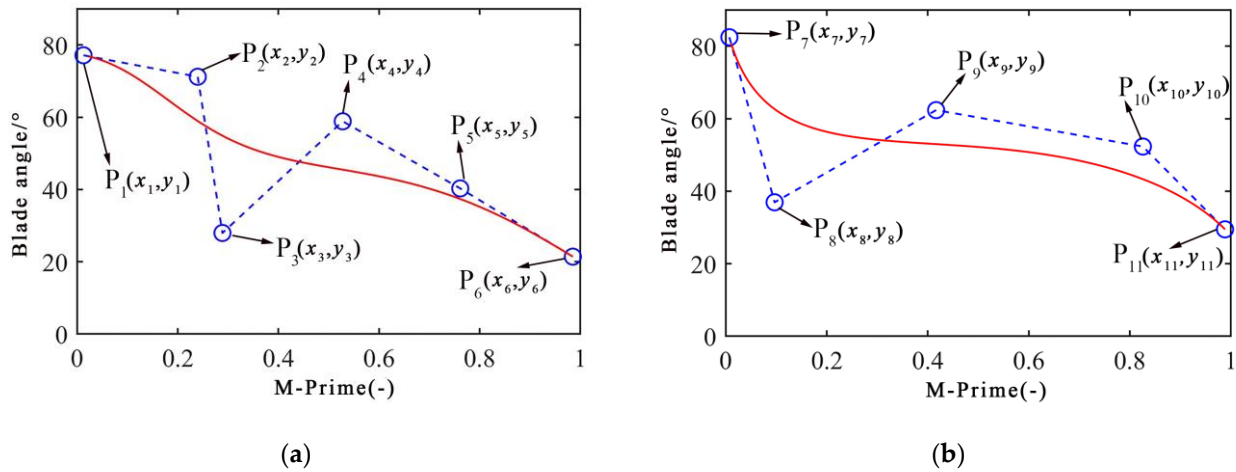 80
60
40
20
0
Blade angle/°
P1(x1,y1)
P2(x2,y2)
P3(x3,y3)
P4(x4,y4)
P5(x5,y5)
P6(x6,y6)
0 0.2 0.4 0.6 0.8 1
M-Prime(-)
(a)
80
60
40
20
0
Blade angle/°
P7(x7,y7)
P8(x8,y8)
P9(x9,y9)
P10(x10,y10)
P11(x11,y11)
0 0.2 0.4 0.6 0.8 1
M-Prime(-)
(b)